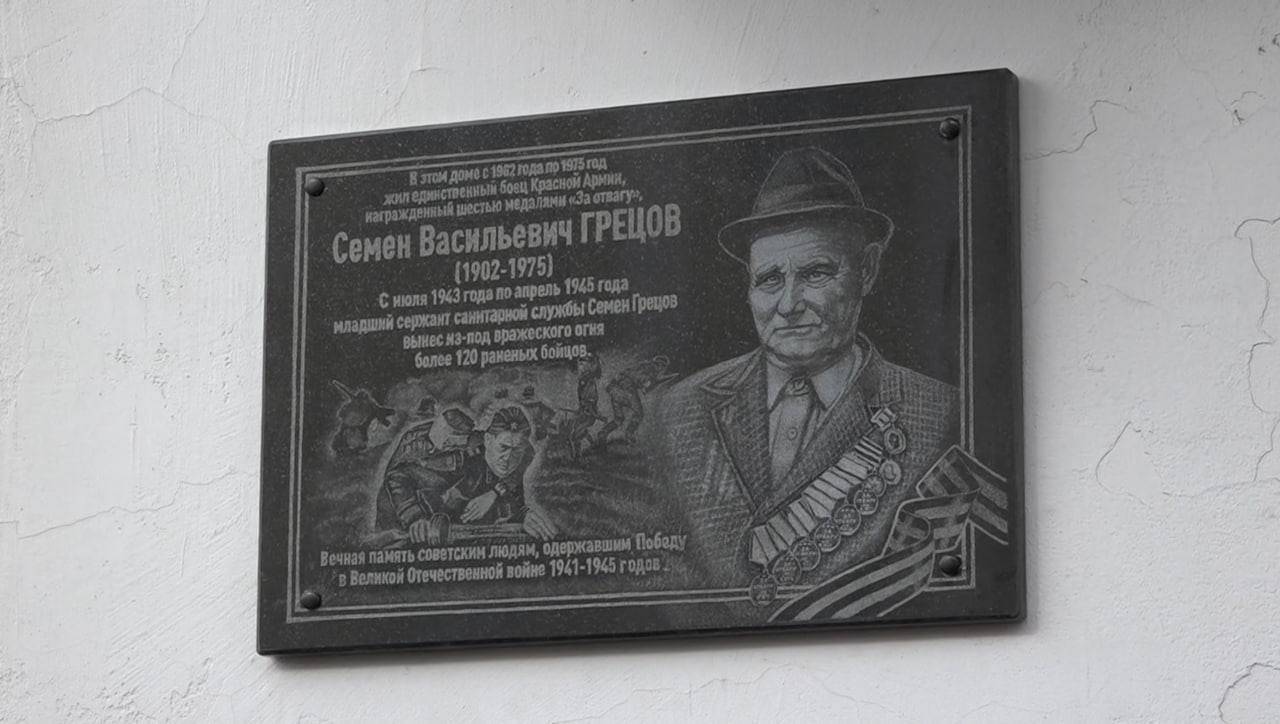 В этом доме с 1962 года по 1975 год
жил единственный боец Красной Армии,
награжденный шестью медалями «За отвагу»,
Семен Васильевич ГРЕЦОВ
(1902-1975)
С июля 1943 года по апрель 1945 года
младший сержант санитарной службы Семен Грецов
вынес из-под вражеского огня
более 120 раненых бойцов.
Вечная память советским людям, одержавшим Победу
в Великой Отечественной войне 1941-1945 годов